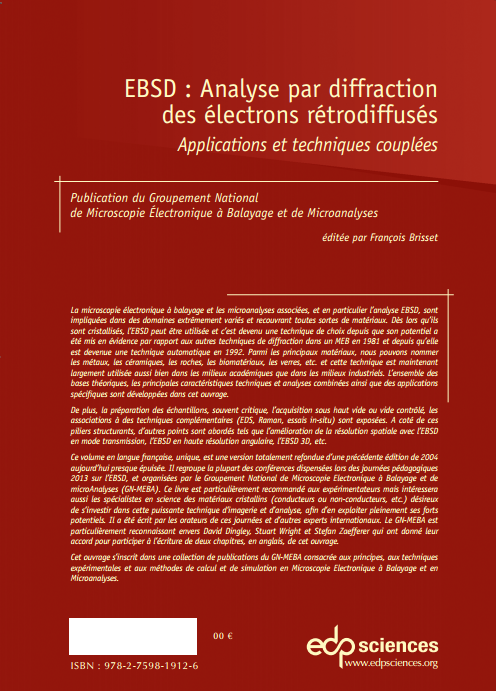 EBSD : Analyse par diffraction
des électrons rétrodiffusés
Applications et techniques couplées
Publication du Groupement National
de Microscopie Électronique à Balayage et de Microanalyses
éditée par François Brisset
La microscopie électronique à balayage et les microanalyses associées, et en particulier l'analyse EBSD, sont
impliquées dans des domaines extrêmement variés et recouvrant toutes sortes de matériaux. Dès lors qu'ils
sont cristallisés, l'EBSD peut être utilisée et c'est devenu une technique de choix depuis que son potentiel a
été mis en évidence par rapport aux autres techniques de diffraction dans un MEB en 1981 et depuis qu'elle
est devenue une technique automatique en 1992. Parmi les principaux matériaux, nous pouvons nommer
les métaux, les céramiques, les roches, les biomatériaux, les verres, etc. et cette technique est maintenant
largement utilisée aussi bien dans les milieux académiques que dans les milieux industriels. L'ensemble des
bases théoriques, les principales caractéristiques techniques et analyses combinées ainsi que des applications
spécifiques sont développées dans cet ouvrage.
De plus, la préparation des échantillons, souvent critique, l'acquisition sous haut vide ou vide contrôlé, les
associations à des techniques complémentaires (EDS, Raman, essais in-situ) sont exposées. A coté de ces
piliers structurants, d'autres points sont abordés tels que l'amélioration de la résolution spatiale avec l'EBSD
en mode transmission, l'EBSD en haute résolution angulaire, l'EBSD 3D, etc.
Ce volume en langue française, unique, est une version totalement refondue d'une précédente édition de 2004
aujourd'hui presque épuisée. Il regroupe la plupart des conférences dispensées lors des journées pédagogiques
2013 sur l'EBSD, et organisées par le Groupement National de Microscopie Electronique à Balayage et de
microAnalyses (GN-MEBA). Ce livre est particulièrement recommandé aux expérimentateurs mais intéressera
aussi les spécialistes en science des matériaux cristallins (conducteurs ou non-conducteurs, etc.) désireux
de s'investir dans cette puissante technique d'imagerie et d'analyse, afin d'en exploiter pleinement ses forts
potentiels. Il a été écrit par les orateurs de ces journées et d'autres experts internationaux. Le GN-MEBA est
particulièrement reconnaissant envers David Dingley, Stuart Wright et Stefan Zaefferer qui ont donné leur
accord pour participer à l'écriture de deux chapitres, en anglais, de cet ouvrage.
Cet ouvrage s'inscrit dans une collection de publications du GN-MEBA consacrée aux principes, aux techniques
expérimentales et aux méthodes de calcul et de simulation en Microscopie Electronique à Balayage et en
Microanalyses.
00 €
edp sciences
ISBN : 978-2-7598-1912-6
www.edpsciences.org